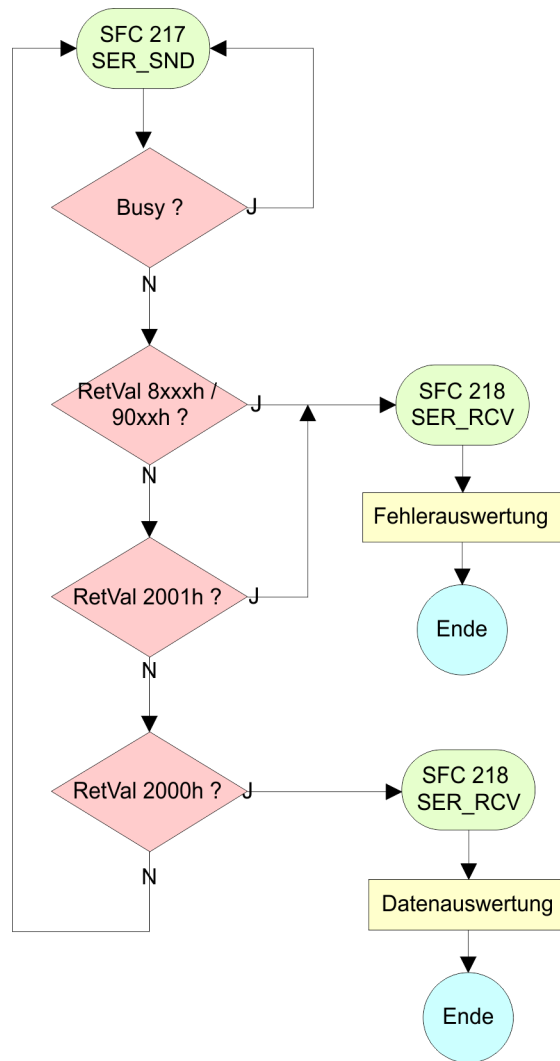 SFC 217
SER_SND
Busy ?
J
N
RetVal 8xxxh /
90xxh ?
J
N
SFC 218
SER_RCV
Fehlerauswertung
Ende
RetVal 2001h ?
J
N
RetVal 2000h ?
J
N
SFC 218
SER_RCV
Datenauswertung
Ende